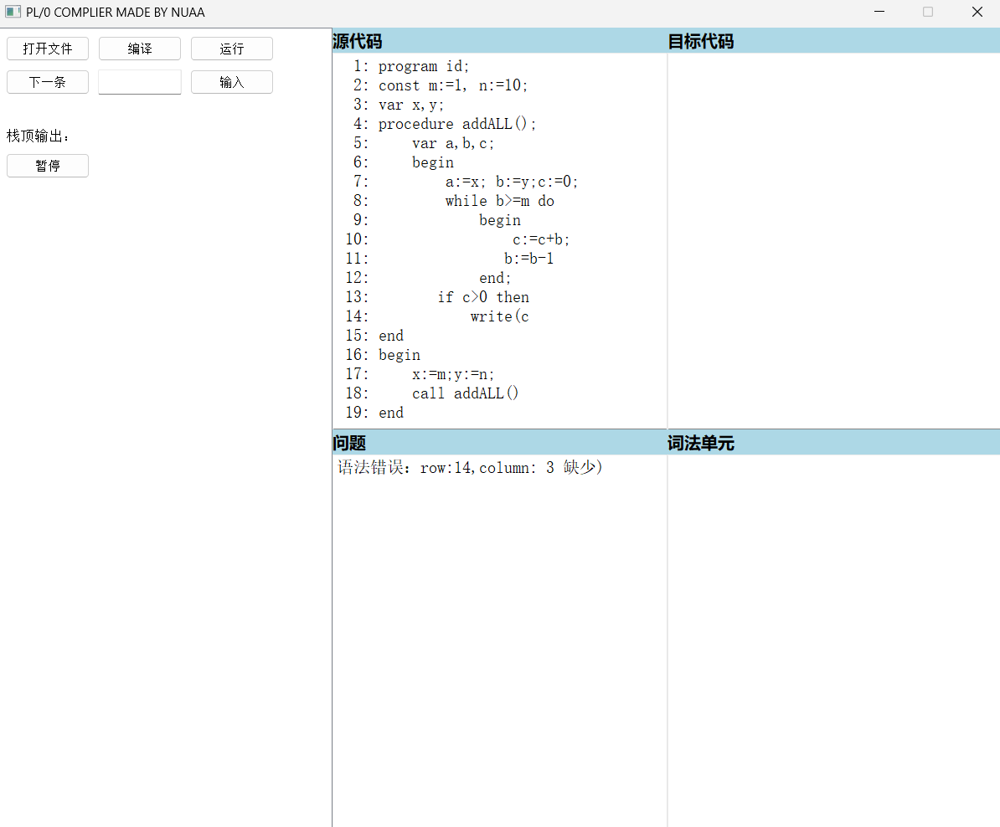 PL/0 COMPLIER MADE BY NUAA
打开文件 编译 运行
下一条 输入
栈顶输出:
暂停
源代码
1: program id;
2: const m:=1, n:=10;
3: var x,y;
4: procedure addALL();
5: var a,b,c;
6: begin
7: a:=x; b:=y;c:=0;
8: while b>=m do
9: begin
10: c:=c+b;
11: b:=b-1
12: end;
13: if c>0 then
14: write(c
15: end
16: begin
17: x:=m;y:=n;
18: call addALL()
19: end
目标代码
问题
语法错误: row:14,column: 3 缺少)
词法单元